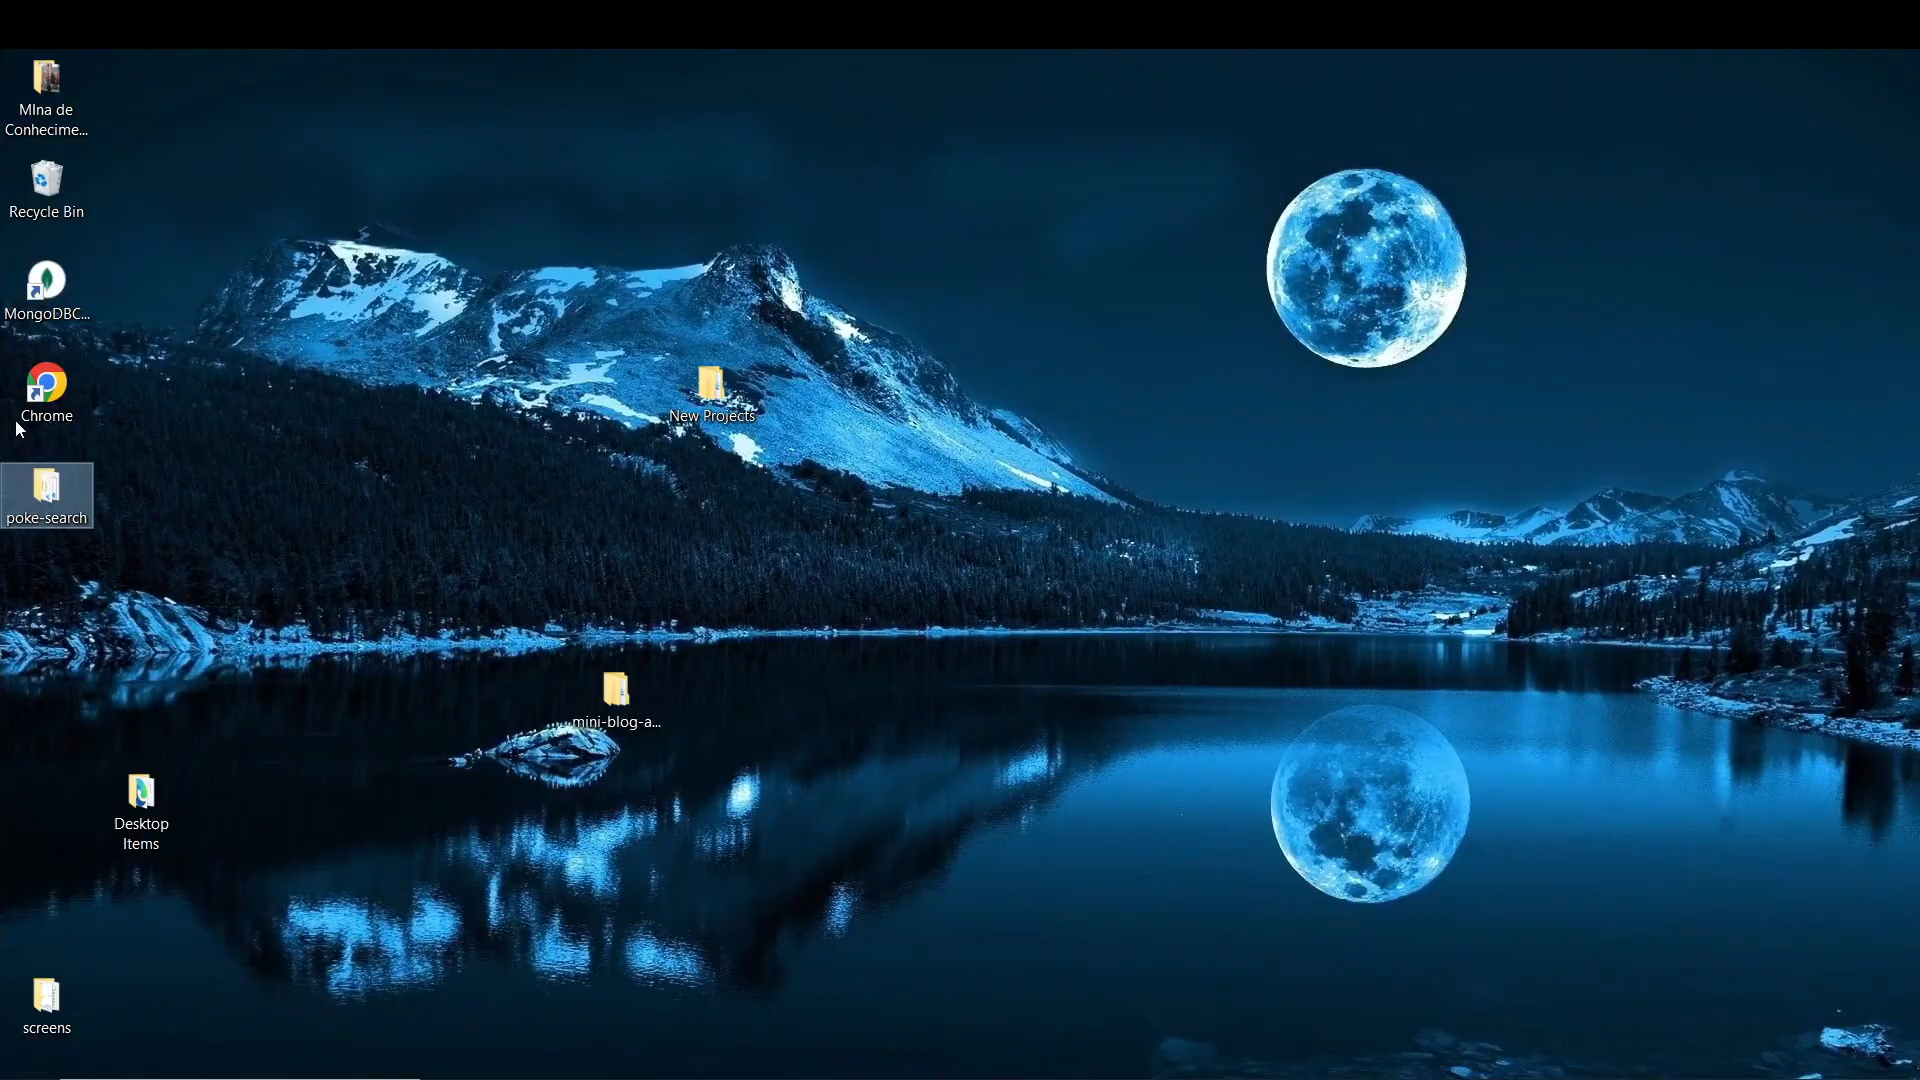 MIna de
Conhecime...
Recycle Bin
MongoDBC...
Chrome
New Projects
poke-search
mini-blog-a...
Desktop
Items
screens